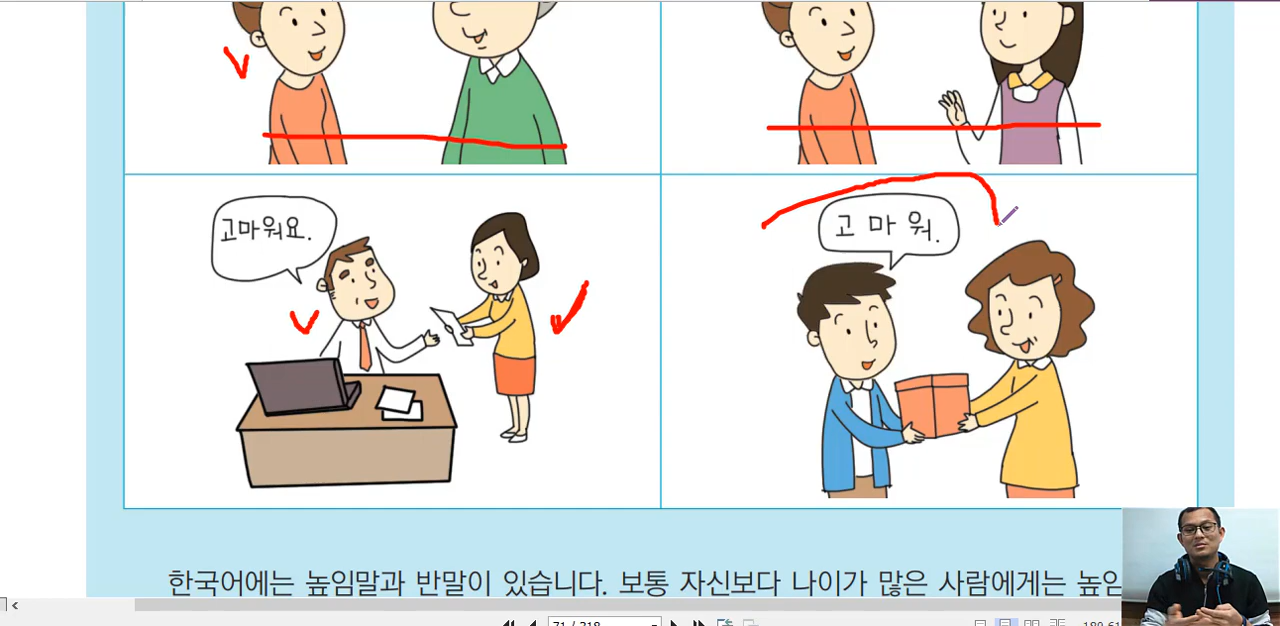 고마워요.
고 마 워.
한국어에는 높임말과 반말이 있습니다. 보통 자신보다 나이가 많은 사람에게는 높임
71 / 218